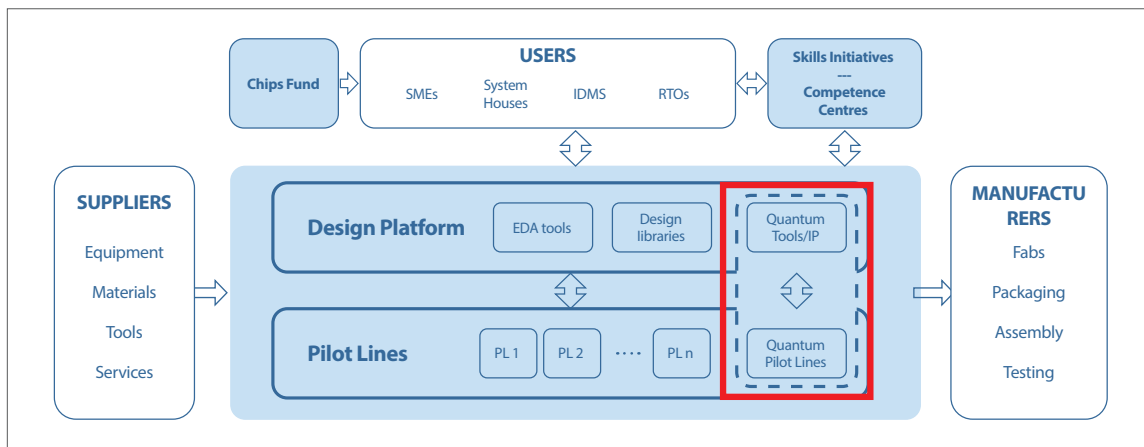 Chips Fund
USERS
SMEs
System
Houses
IDMS
RTOs
Skills Initiatives
---
Competence
Centres
SUPPLIERS
Equipment
Materials
Tools
Services
Design Platform
EDA tools
Design
libraries
Quantum
Tools/IP
Pilot Lines
PL 1
PL 2
····
PL n
Quantum
Pilot Lines
MANUFACTU
RERS
Fabs
Packaging
Assembly
Testing